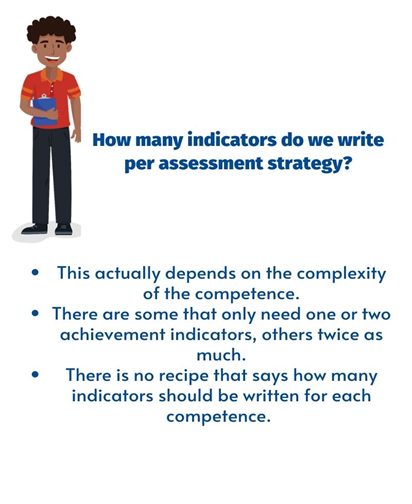 How many indicators do we write
per assessment strategy?
• This actually depends on the complexity
of the competence.
• There are some that only need one or two
achievement indicators, others twice as
much.
• There is no recipe that says how many
indicators should be written for each
competence.